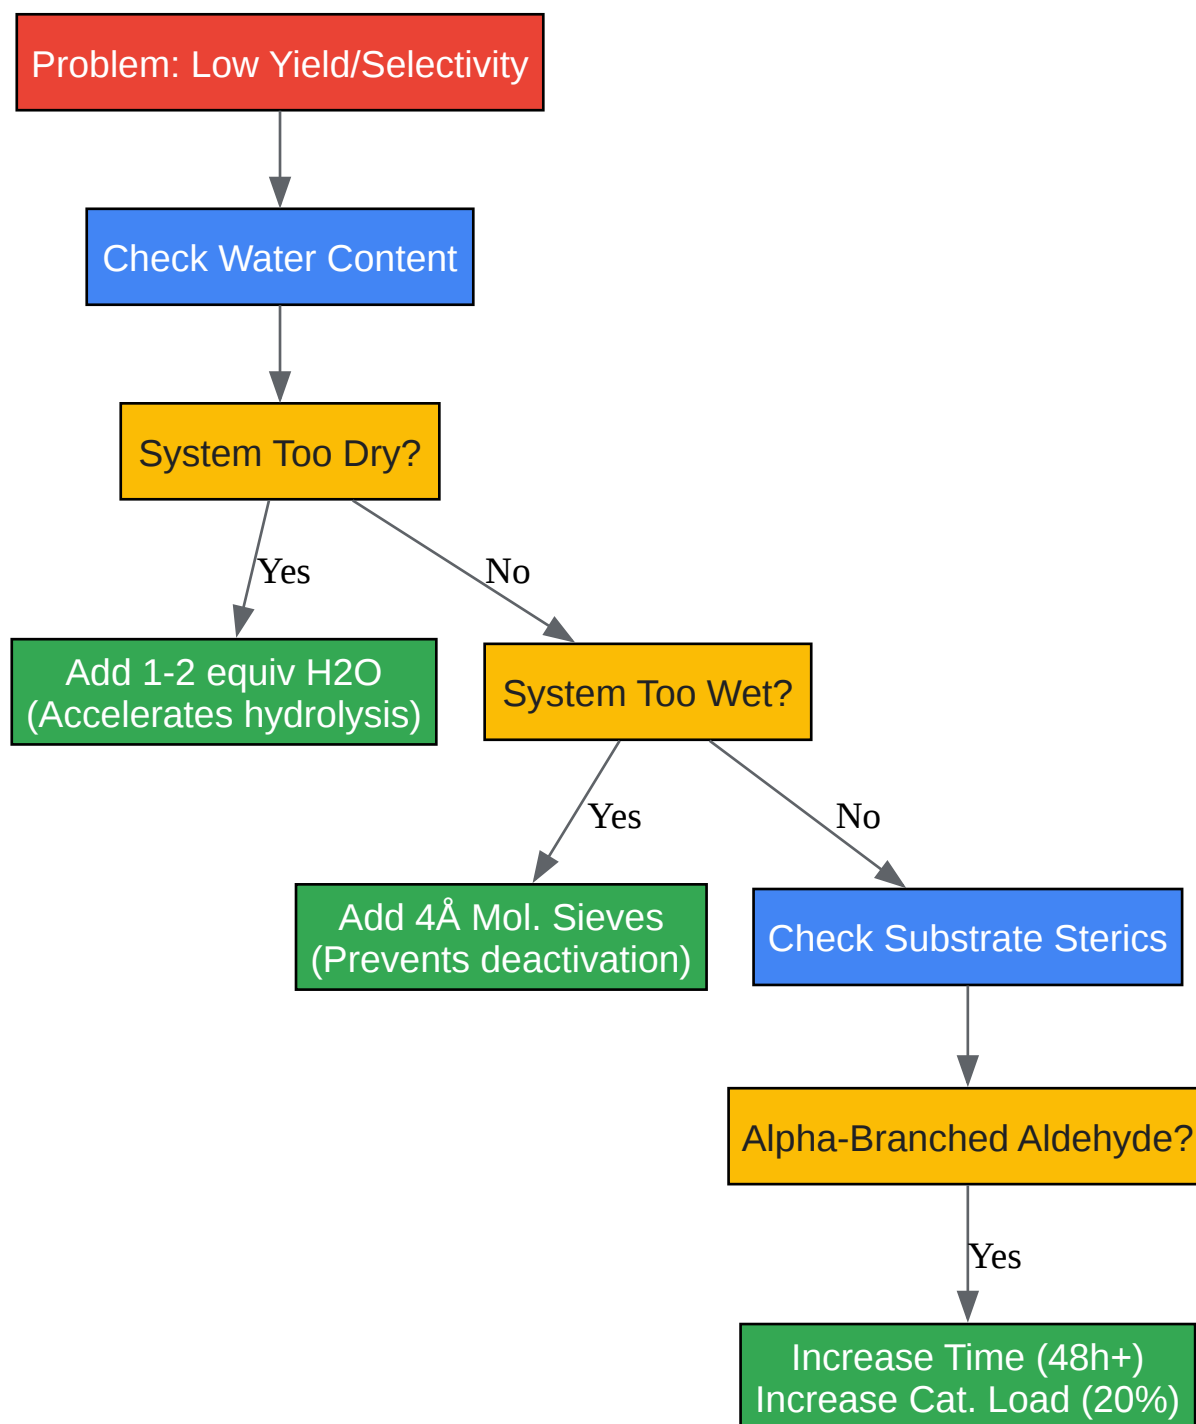 Problem: Low Yield/Selectivity
Check Water Content
System Too Dry?
Yes
No
Add 1-2 equiv H2O
(Accelerates hydrolysis)
System Too Wet?
Yes
No
Add 4Å Mol. Sieves
(Prevents deactivation)
Check Substrate Sterics
Alpha-Branched Aldehyde?
Yes
Increase Time (48h+)
Increase Cat. Load (20%)